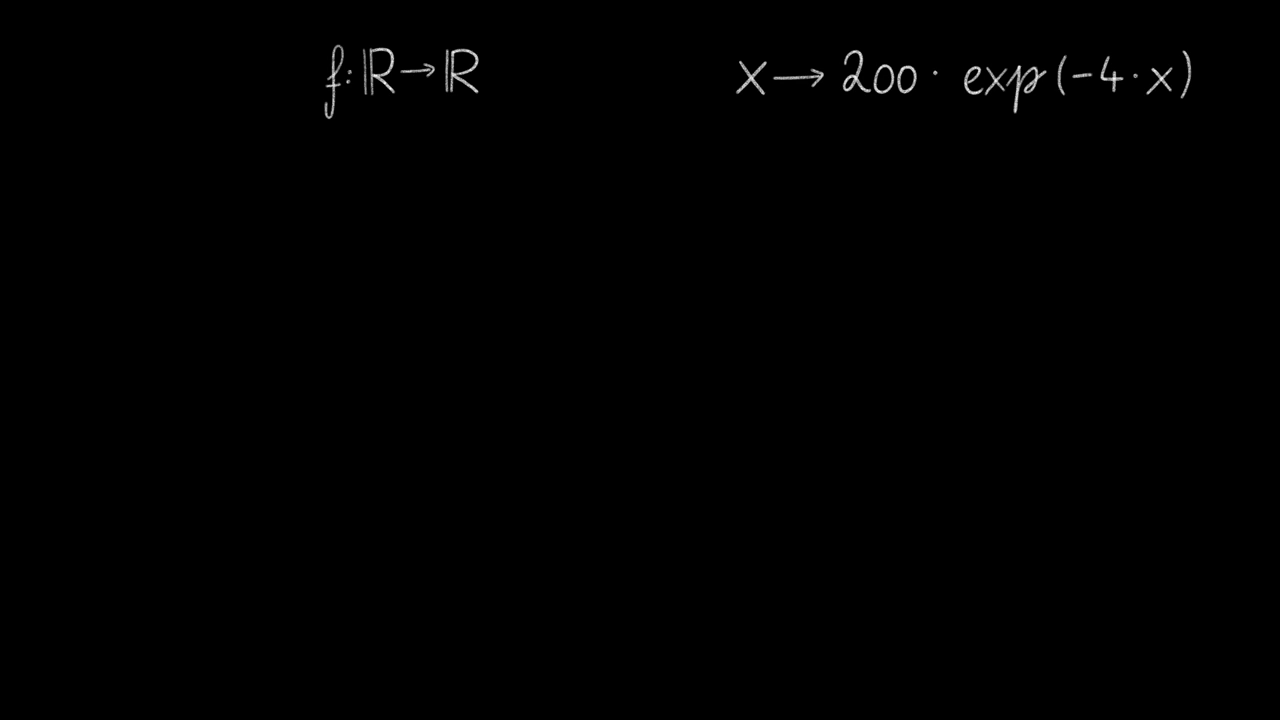 f: ℝ → ℝ x → 200 · exp(-4·x)